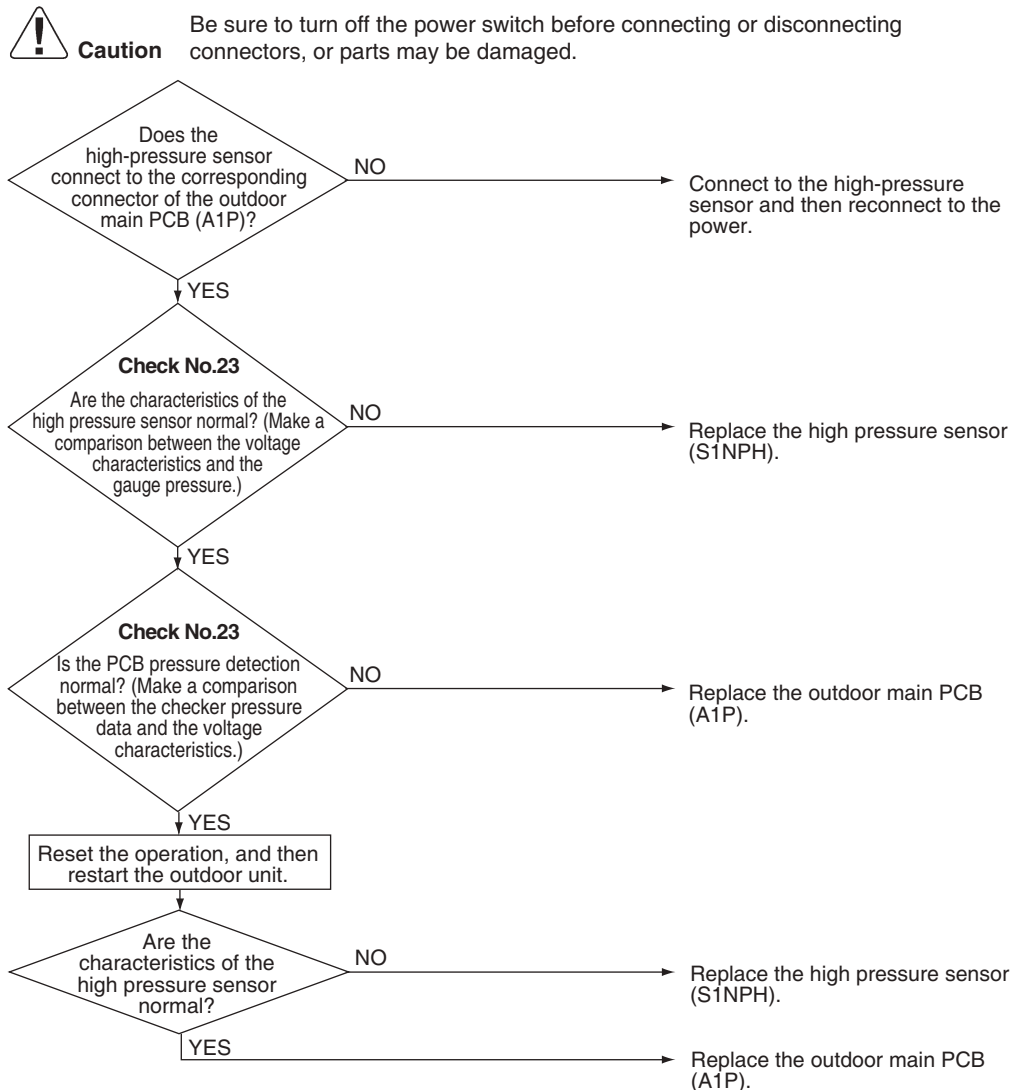 Be sure to turn off the power switch before connecting or disconnecting
Caution connectors, or parts may be damaged.
Does the
high-pressure sensor
connect to the corresponding
connector of the outdoor
main PCB (A1P)?
NO
Connect to the high-pressure
sensor and then reconnect to the
power.
YES
Check No.23
Are the characteristics of the
high pressure sensor normal? (Make a
comparison between the voltage
characteristics and the
gauge pressure.)
NO
Replace the high pressure sensor
(S1NPH).
YES
Check No.23
Is the PCB pressure detection
normal? (Make a comparison
between the checker pressure
data and the voltage
characteristics.)
NO
Replace the outdoor main PCB
(A1P).
YES
Reset the operation, and then
restart the outdoor unit.
Are the
characteristics of the
high pressure sensor
normal?
NO
Replace the high pressure sensor
(S1NPH).
YES
Replace the outdoor main PCB
(A1P).